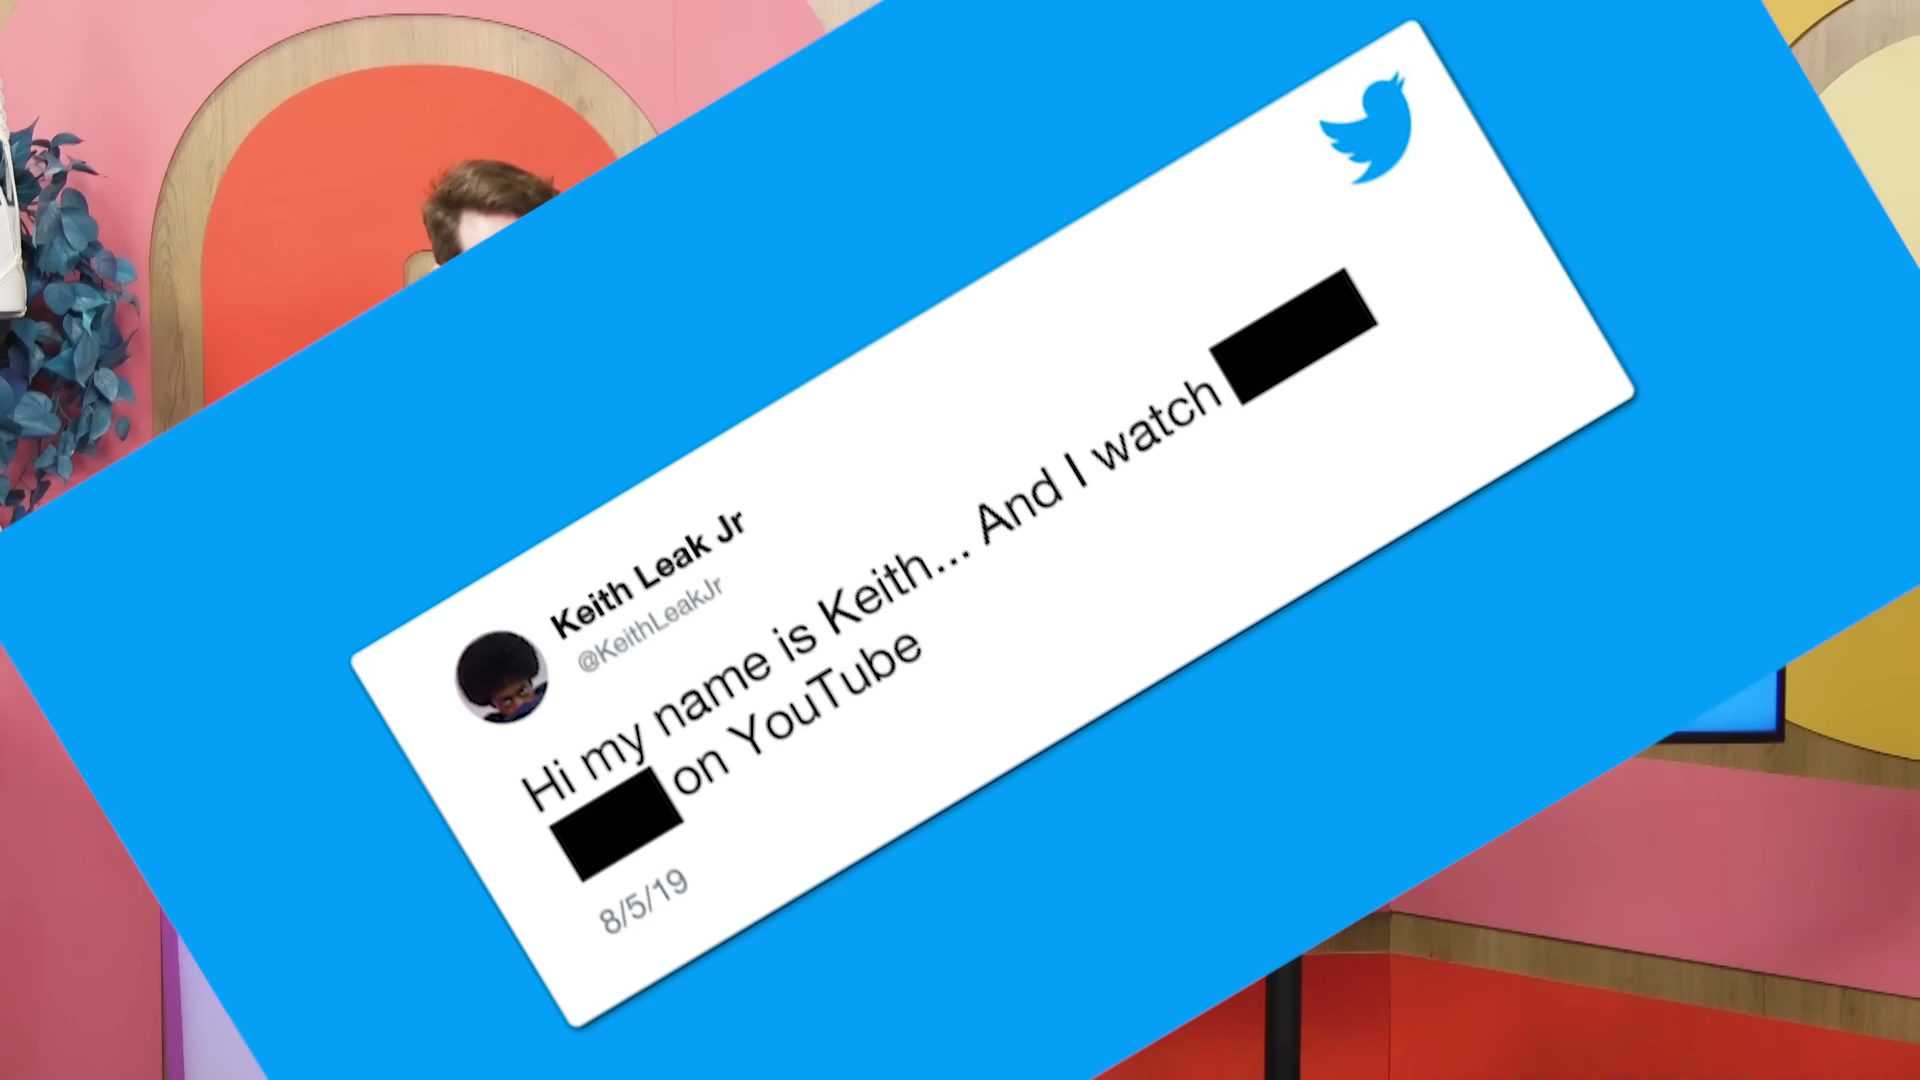 Keith Leak Jr
@KeithLeakJr
Hi my name is Keith... And I watch
on YouTube
8/5/19